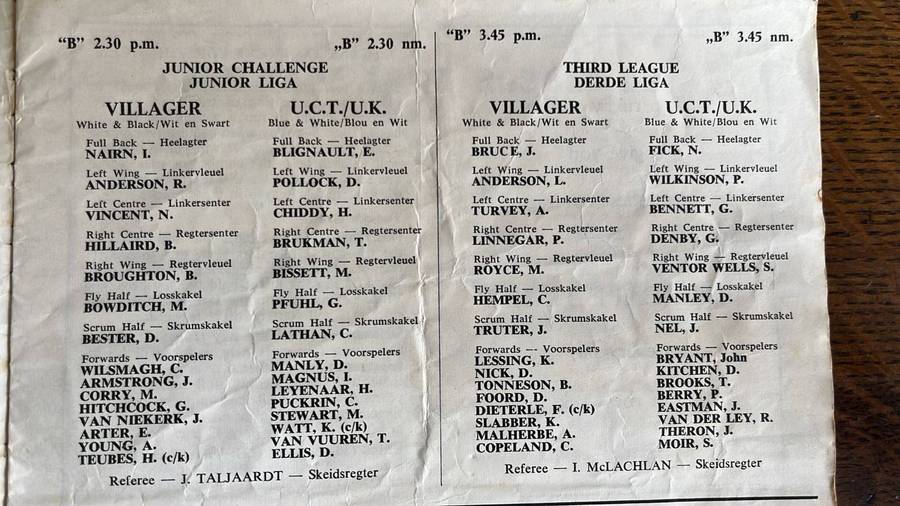 “B” 2.30 p.m. „B” 2.30 nm.
JUNIOR CHALLENGE
JUNIOR LIGA
VILLAGER
White & Black/Wit en Swart
Full Back — Heelagter
NAIRN, I.
Left Wing — Linkervleuel
ANDERSON, R.
Left Centre — Linkersenter
VINCENT, N.
Right Centre — Regtersenter
HILLAIRD, B.
Right Wing — Regtervleuel
BROUGHTON, B.
Fly Half — Losskakel
BOWDITCH, M.
Scrum Half — Skrumskakel
BESTER, D.
Forwards — Voorspelers
WILSMAGH, C.
ARMSTRONG, J.
CORRY, M.
HITCHCOCK, G.
VAN NIEKERK, J.
ARTER, E.
YOUNG, A.
TEUBES, H. (c/k)
U.C.T./U.K.
Blue & White/Blou en Wit
Full Back — Heelagter
BLIGNAULT, E.
Left Wing — Linkervleuel
POLLOCK, D.
Left Centre — Linkersenter
CHIDDY, H.
Right Centre — Regtersenter
BRUKMAN, T.
Right Wing — Regtervleuel
BISSETT, M.
Fly Half — Losskakel
PFUHL, G.
Scrum Half — Skrumskakel
LATHAN, C.
Forwards — Voorspelers
MANLY, D.
MAGNUS, I.
LEYENAAR, H.
PUCKRIN, C.
STEWART, M.
WATT, K. (c/k)
VAN VUUREN, T.
ELLIS, D.
Referee — J. TALJAARDT — Skeidsregter
“B” 3.45 p.m. „B” 3.45 nm.
THIRD LEAGUE
DERDE LIGA
VILLAGER
White & Black/Wit en Swart
Full Back — Heelagter
BRUCE, J.
Left Wing — Linkervleuel
ANDERSON, L.
Left Centre — Linkersenter
TURVEY, A.
Right Centre — Regtersenter
LINNEGAR, P.
Right Wing — Regtervleuel
ROYCE, M.
Fly Half — Losskakel
HEMPEL, C.
Scrum Half — Skrumskakel
TRUTER, J.
Forwards — Voorspelers
LESSING, K.
NICK, D.
TONNESON, B.
FOORD, D.
DIETERLE, F. (c/k)
SLABBER, K.
MALHERBE, A.
COPELAND, C.
U.C.T./U.K.
Blue & White/Blou en Wit
Full Back — Heelagter
FICK, N.
Left Wing — Linkervleuel
WILKINSON, P.
Left Centre — Linkersenter
BENNETT, G.
Right Centre — Regtersenter
DENBY, G.
Right Wing — Regtervleuel
VENTOR WELLS, S.
Fly Half — Losskakel
MANLEY, D.
Scrum Half — Skrumskakel
NEL, J.
Forwards — Voorspelers
BRYANT, John
KITCHEN, D.
BROOKS, T.
BERRY, P.
EASTMAN, J.
VAN DER LEY, R.
THERON, J.
MOIR, S.
Referee — I. McLACHLAN — Skeidsregter